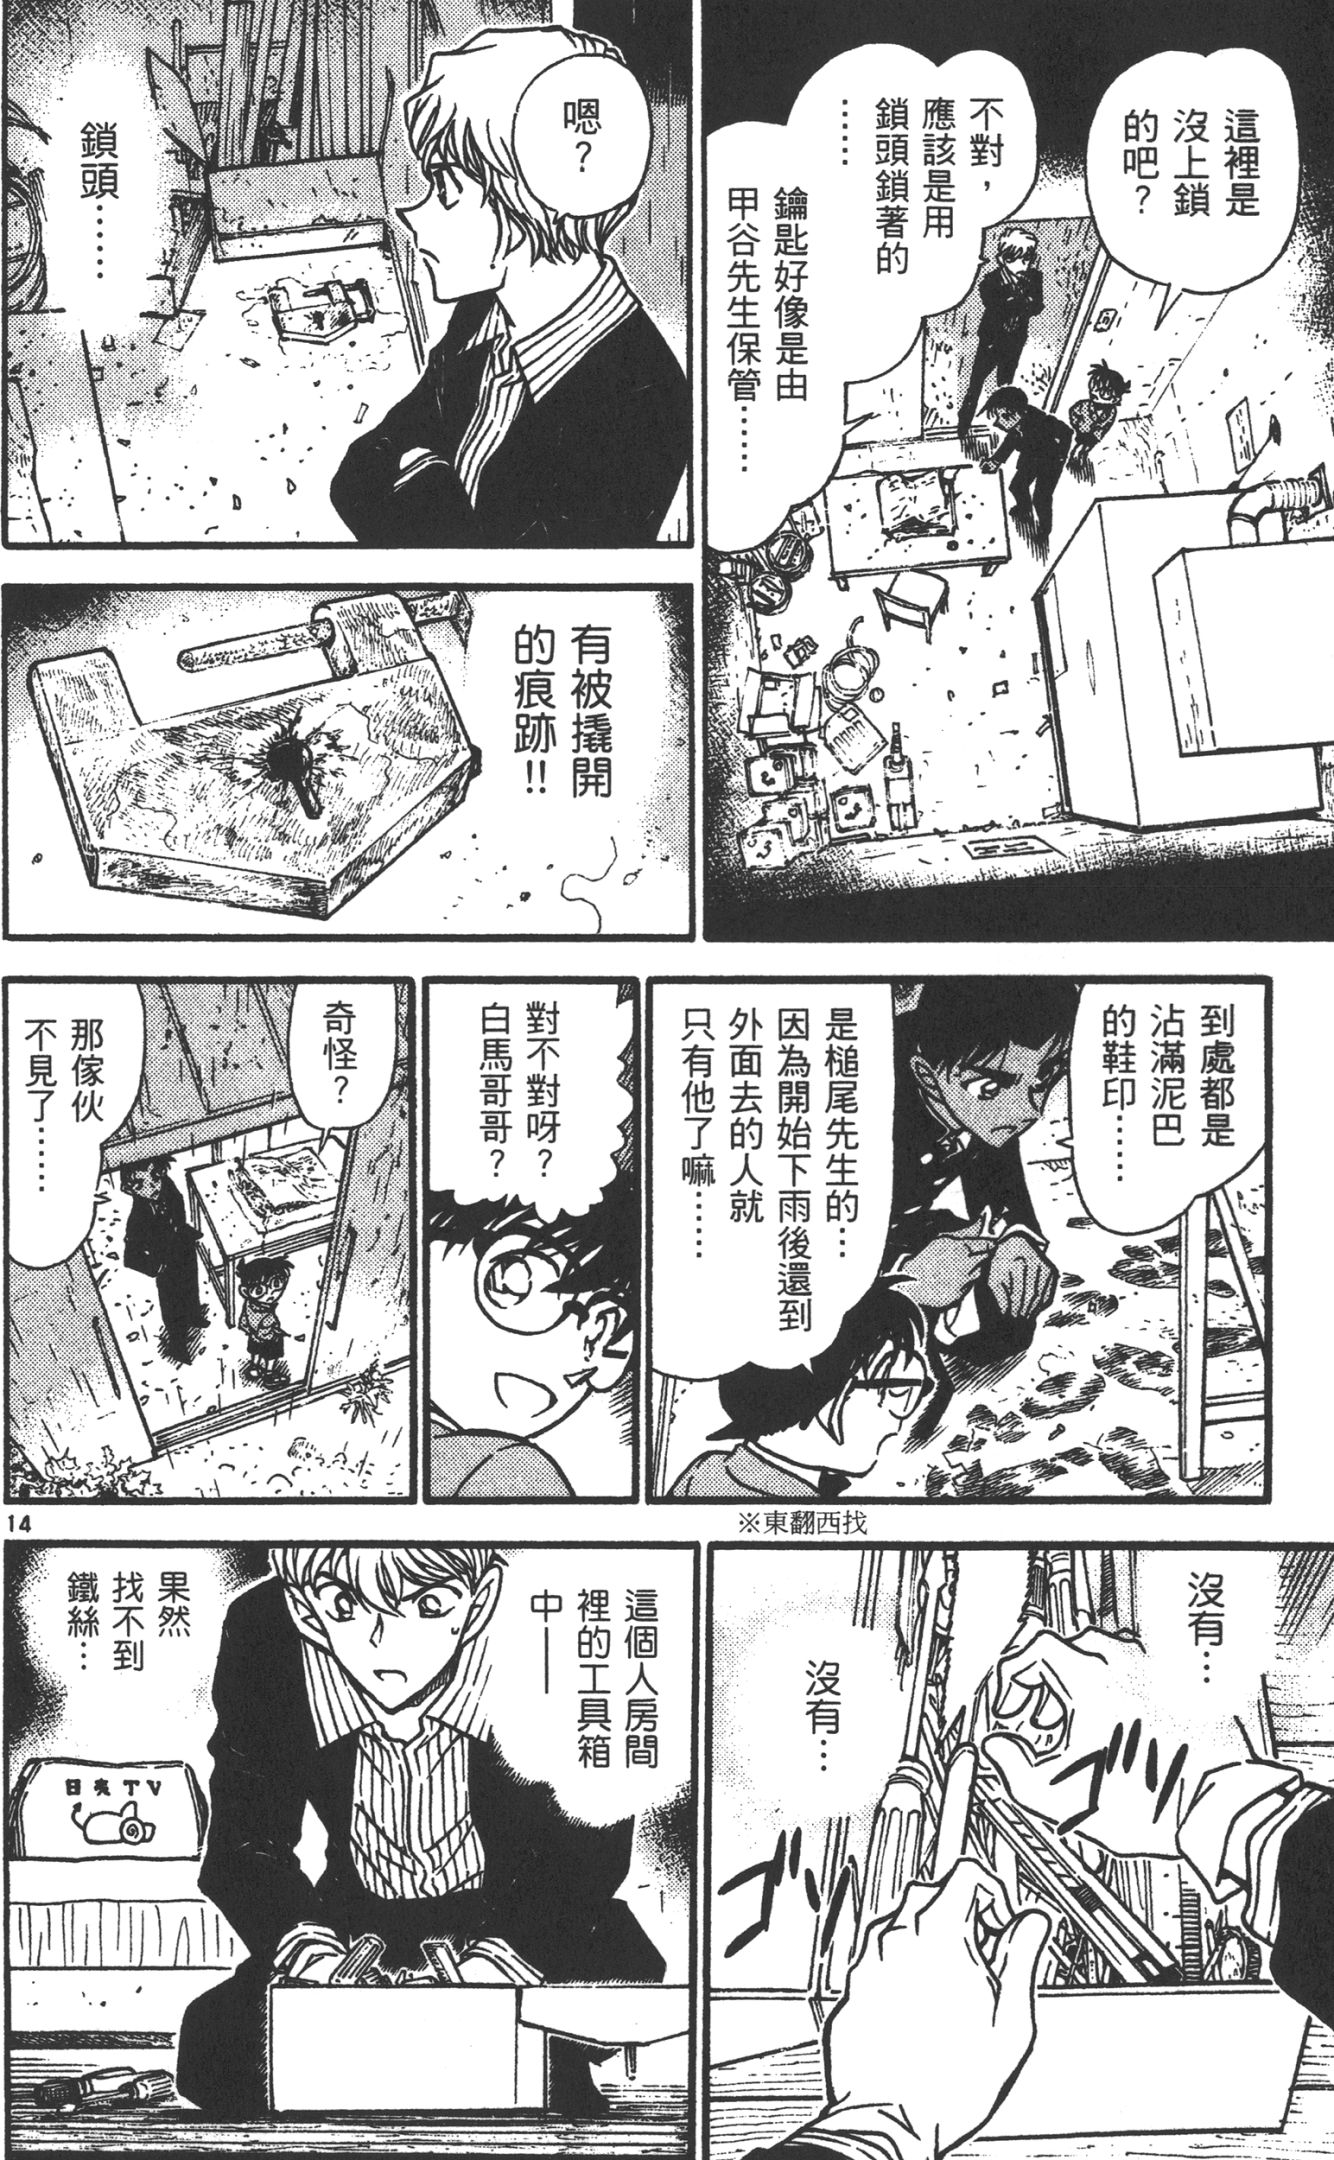 這裡是
沒上鎖
的吧？
不對，
應該是用
鎖頭鎖著的
……
鑰匙好像是由
甲谷先生保管……
嗯？
鎖頭……
有被撬開
的痕跡!!
到處都是
沾滿泥巴
的鞋印……
是槌尾先生的…
因為開始下雨後還到
外面去的人就
只有他了嘛……
對不對呀？
白馬哥哥？
奇怪？
那傢伙
不見了……
14
※東翻西找
沒有…
沒有…
ゴソ
ゴソ
這個人房間
裡的工具箱
中——
果然
找不到
鐵絲…
日売TV